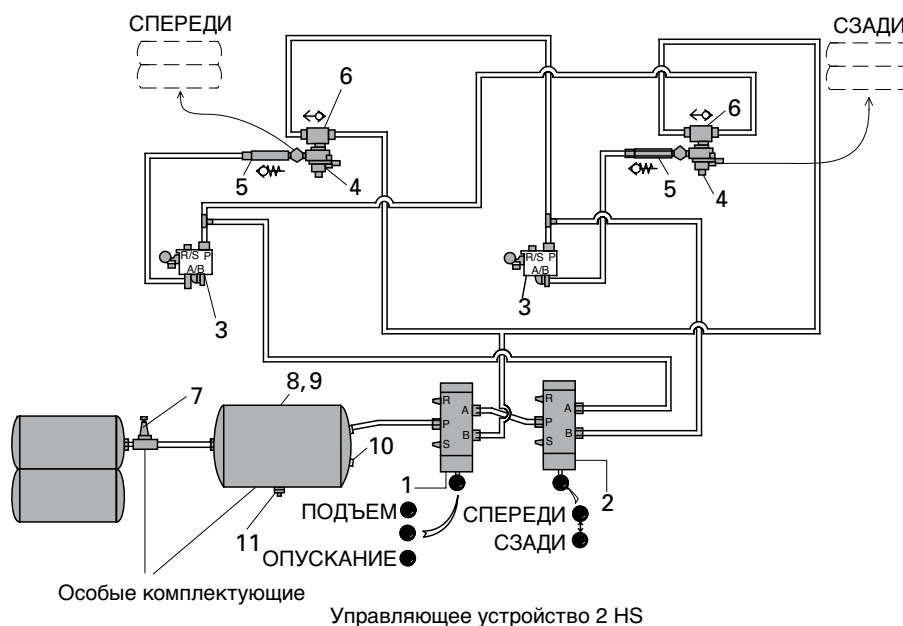 СПЕРЕДИ
СЗАДИ
6
6
5
4
5
4
R/S P
A/B
3
R/S P
A/B
3
7
8,9
R
A
P
B
S
R
A
P
B
S
10
1
2
11
ПОДЪЕМ
ОПУСКАНИЕ
СПЕРЕДИ
СЗАДИ
Особые комплектующие
Управляющее устройство 2 HS